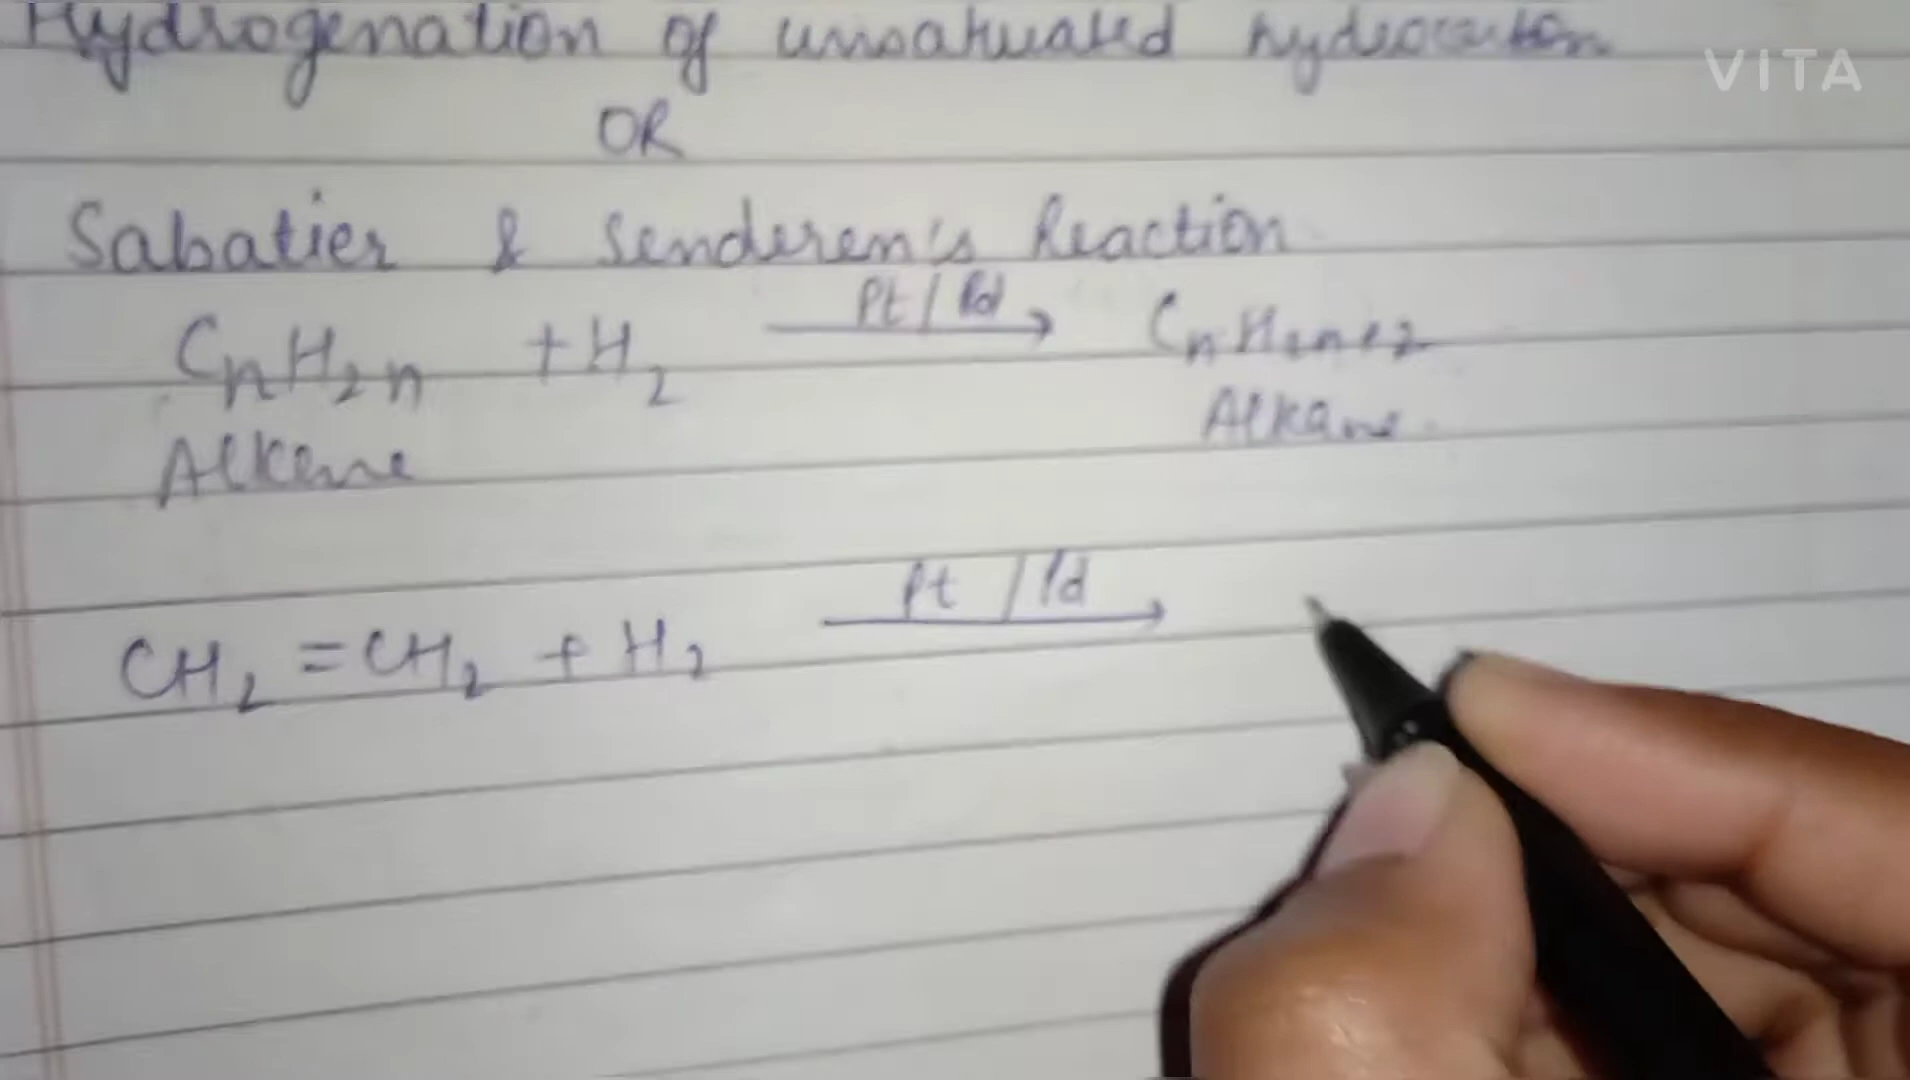 Hydrogenation of unsatuated hydrocarbon
VITA
OR
Sabatier & Senderen's Reaction
CnH2n + H2 Pt / Pd → CnH2n+2
Alkene Alkane
CH2 = CH2 + H2 Pt / Pd →